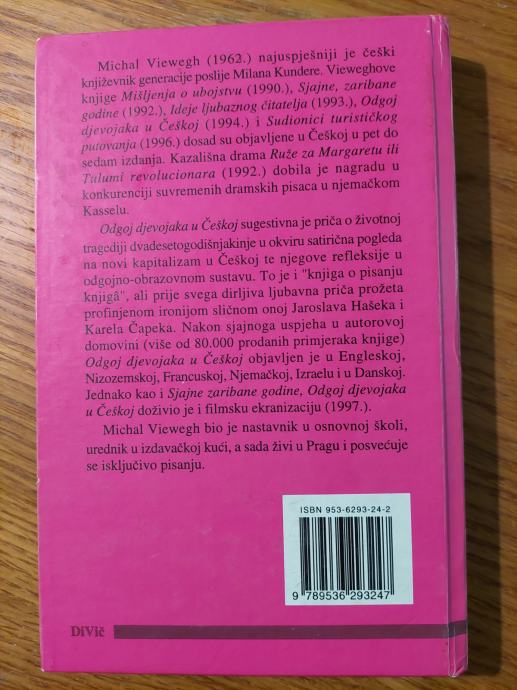 Michal Viewegh (1962.) najuspješniji je češki
književnik generacije poslije Milana Kundere. Vieweghove
knjige Mišljenja o ubojstvu (1990.), Sjajne, zaribane
godine (1992.), Ideje ljubaznog čitatelja (1993.), Odgoj
djevojaka u Češkoj (1994.) i Sudionici turističkog
putovanja (1996.) dosad su objavljene u Češkoj u pet do
sedam izdanja. Kazališna drama Ruže za Margaretu ili
Tulumi revolucionara (1992.) dobila je nagradu u
konkurenciji suvremenih dramskih pisaca u njemačkom
Kasselu.
Odgoj djevojaka u Češkoj sugestivna je priča o životnoj
tragediji dvadesetogodišnjakinje u okviru satirična pogleda
na novi kapitalizam u Češkoj te njegove refleksije u
odgojno-obrazovnom sustavu. To je i "knjiga o pisanju
knjigâ", ali prije svega dirljiva ljubavna priča prožeta
profinjenom ironijom sličnom onoj Jaroslava Hašeka i
Karela Čapeka. Nakon sjajnoga uspjeha u autorovoj
domovini (više od 80.000 prodanih primjeraka knjige)
Odgoj djevojaka u Češkoj objavljen je u Engleskoj,
Nizozemskoj, Francuskoj, Njemačkoj, Izraelu i u Danskoj.
Jednako kao i Sjajne zaribane godine, Odgoj djevojaka
u Češkoj doživio je i filmsku ekranizaciju (1997.).
Michal Viewegh bio je nastavnik u osnovnoj školi,
urednik u izdavačkoj kući, a sada živi u Pragu i posvećuje
se isključivo pisanju.
ISBN 953-6293-24-2
9 789536 293247
DiVič